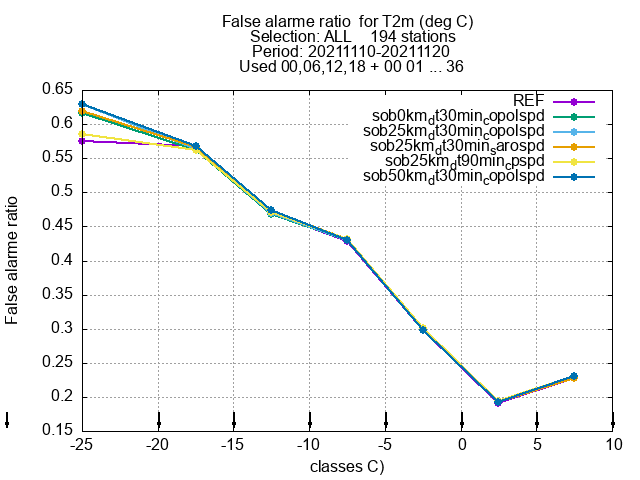 False alarme ratio  for T2m (deg C)
Selection: ALL    194 stations
Period: 20211110-20211120
Used 00,06,12,18 + 00 01 ... 36
REF
sob0km_dt30min_copolspd
sob25km_dt30min_copolspd
sob25km_dt30min_sarospd
sob25km_dt90min_cpspd
sob50km_dt30min_copolspd
0.65
0.6
0.55
0.5
0.45
0.4
0.35
0.3
0.25
0.2
0.15
False alarme ratio
-25 -20 -15 -10 -5 0 5 10
classes C)